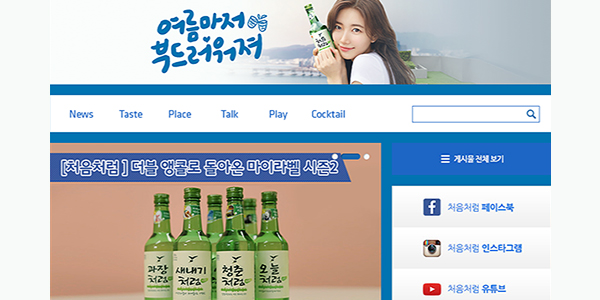 여름마저
부드러워져
News Taste Place Talk Play Cocktail
[처음처럼] 더블 앵콜로 돌아온 마이라벨 시즌2
게시물 전체 보기
처음처럼 페이스북
처음처럼 인스타그램
처음처럼 유튜브
과장처럼
새내기처럼
청춘처럼
오늘처럼